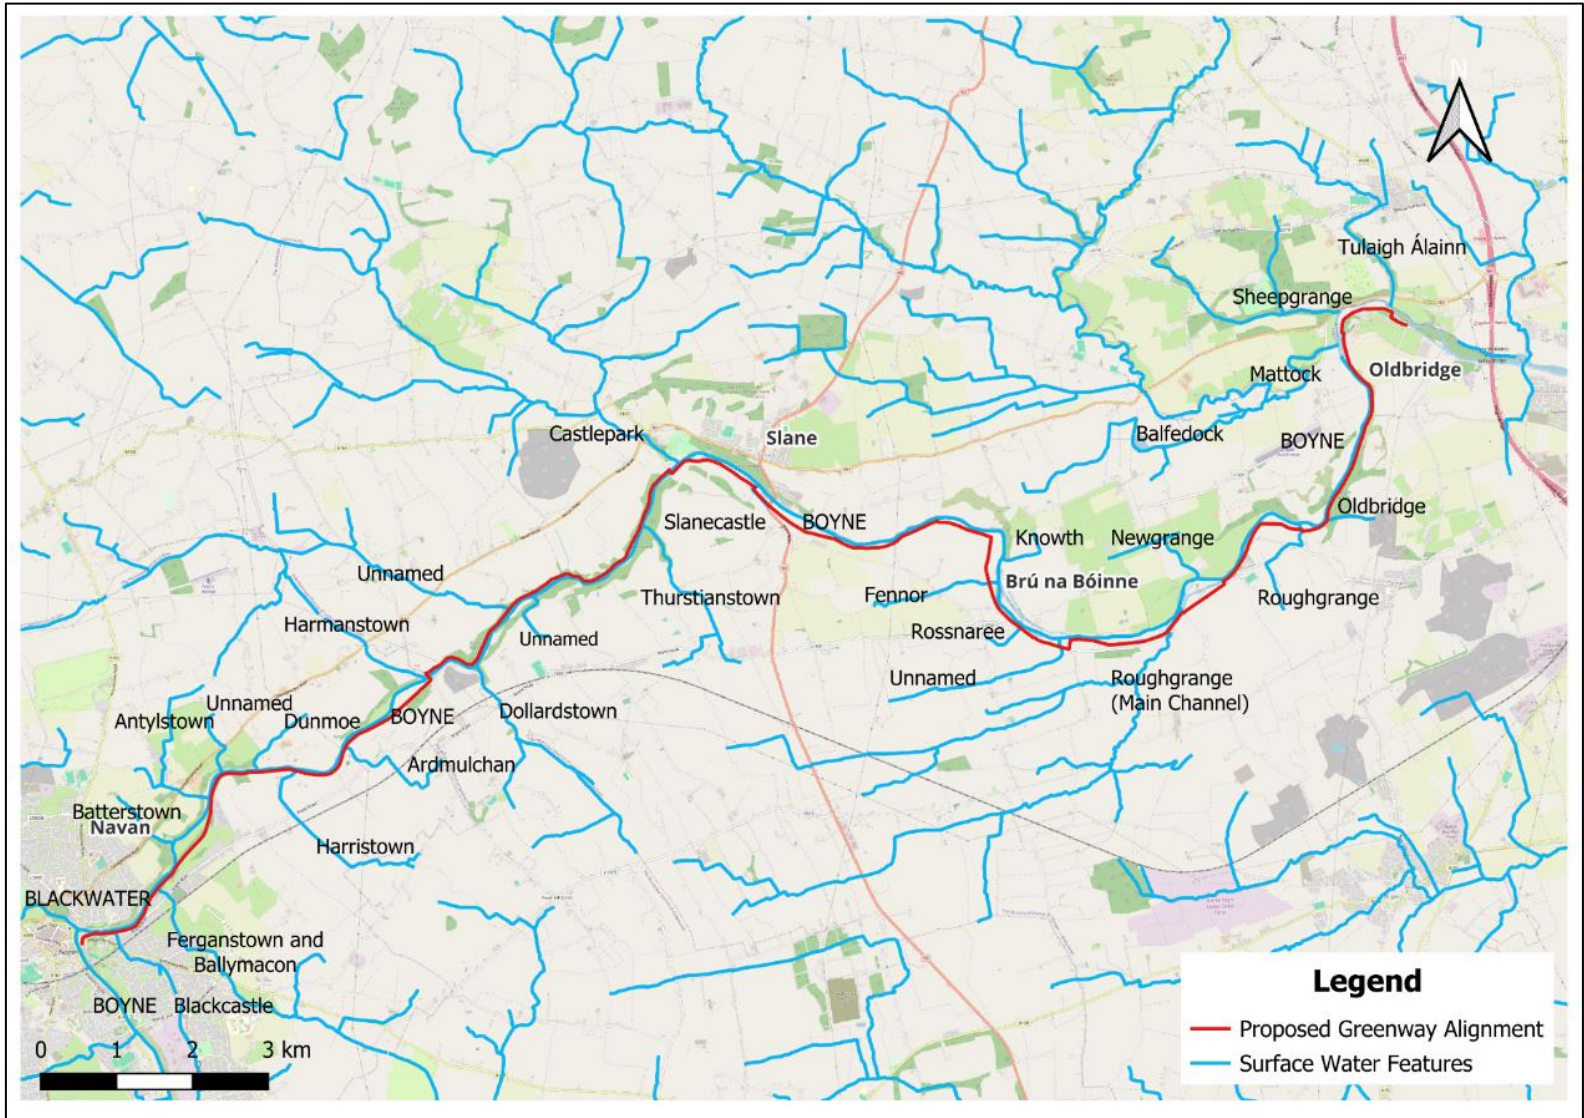 N
Tulaigh Álainn
Sheepgrange
Oldbridge
Mattock
Castlepark
Slane
Balfedock
BOYNE
Oldbridge
Slanecastle
BOYNE
Knowth
Newgrange
Unnamed
Brú na Bóinne
Thurstianstown
Fennor
Roughgrange
Harmanstown
Unnamed
Rossnaree
Unnamed
Roughgrange
(Main Channel)
Unnamed
Antylstown
Dunmoe
BOYNE
Dollardstown
Ardmulchan
Batterstown
Navan
Harristown
BLACKWATER
Ferganstown and
Ballymacon
BOYNE
Blackcastle
0 1 2 3 km
Legend
Proposed Greenway Alignment
Surface Water Features